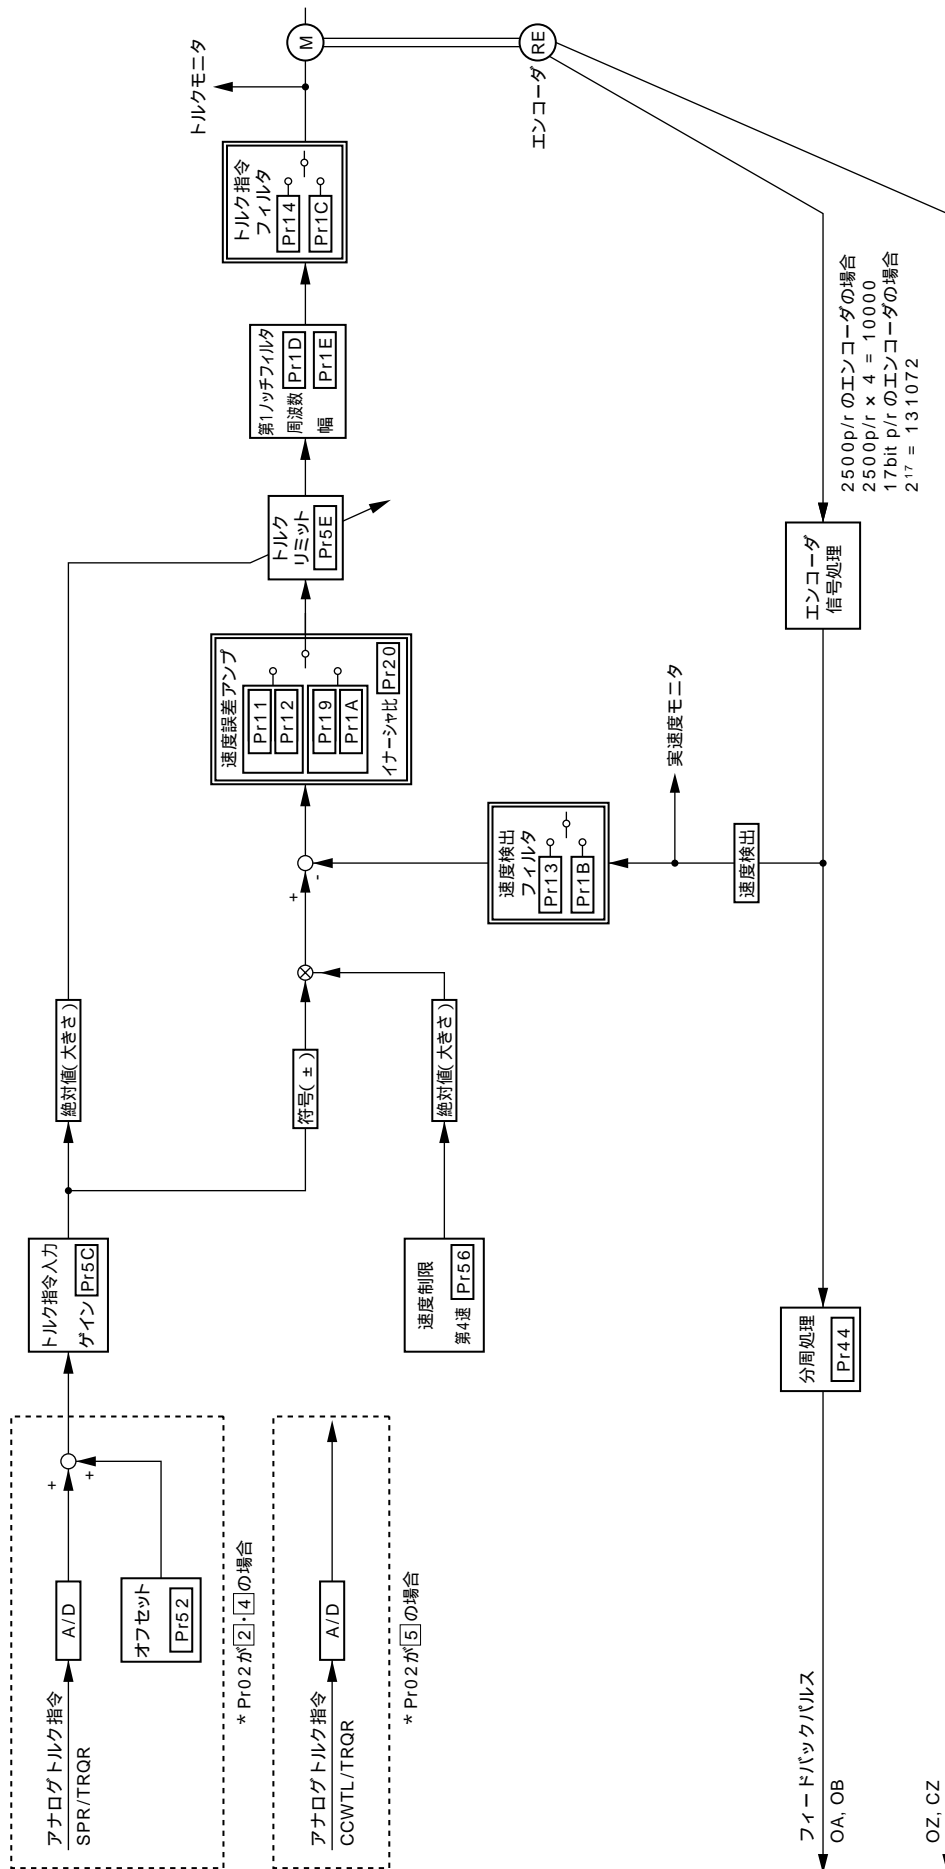 アナログトルク指令
SPR/TRQR
A/D
オフセット
Pr52
+
+
* Pr02が2・4の場合
アナログトルク指令
CCWTL/TRQR
A/D
* Pr02が5の場合
トルク指令入力
ゲイン Pr5C
速度制限
第4速 Pr56
絶対値(大きさ)
符号(±)
絶対値(大きさ)
+
-
速度誤差アンプ
Pr11
Pr12
Pr19
Pr1A
イナーシャ比 Pr20
トルク
リミット
Pr5E
第1ノッチフィルタ
周波数 Pr1D
幅 Pr1E
トルク指令
フィルタ
Pr14
Pr1C
トルクモニタ
M
RE
エンコーダ
速度検出
フィルタ
Pr13
Pr1B
実速度モニタ
速度検出
エンコーダ
信号処理
2500p/r のエンコーダの場合
2500p/r × 4 = 10000
17bit p/r のエンコーダの場合
2¹⁷ = 131072
分周処理
Pr44
フィードバックパルス
OA, OB
OZ, CZ